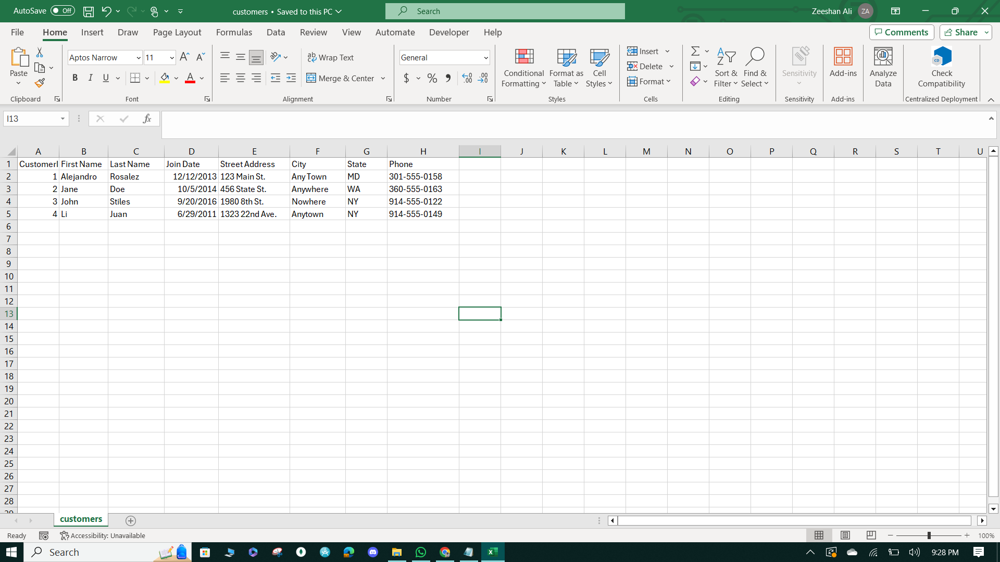 AutoSave Off customers • Saved to this PC Search Zeeshan Ali ZA
File Home Insert Draw Page Layout Formulas Data Review View Automate Developer Help Comments Share
Paste
Clipboard
Aptos Narrow 11
B I U
Font
Wrap Text
Merge & Center
Alignment
General
$ % 9
Number
Conditional Formatting
Format as Table
Cell Styles
Styles
Insert
Delete
Format
Cells
Sort & Filter
Find & Select
Editing
Sensitivity
Sensitivity
Add-ins
Add-ins
Analyze Data
Check Compatibility
Centralized Deployment
I13 fx
A B C D E F G H I J K L M N O P Q R S T U
1 CustomerI First Name Last Name Join Date Street Address City State Phone
2 1 Alejandro Rosalez 12/12/2013 123 Main St. Any Town MD 301-555-0158
3 2 Jane Doe 10/5/2014 456 State St. Anywhere WA 360-555-0163
4 3 John Stiles 9/20/2016 1980 8th St. Nowhere NY 914-555-0122
5 4 Li Juan 6/29/2011 1323 22nd Ave. Anytown NY 914-555-0149
6
7
8
9
10
11
12
13
14
15
16
17
18
19
20
21
22
23
24
25
26
27
28
29
customers
Ready Accessibility: Unavailable 100%
Search 9:28 PM